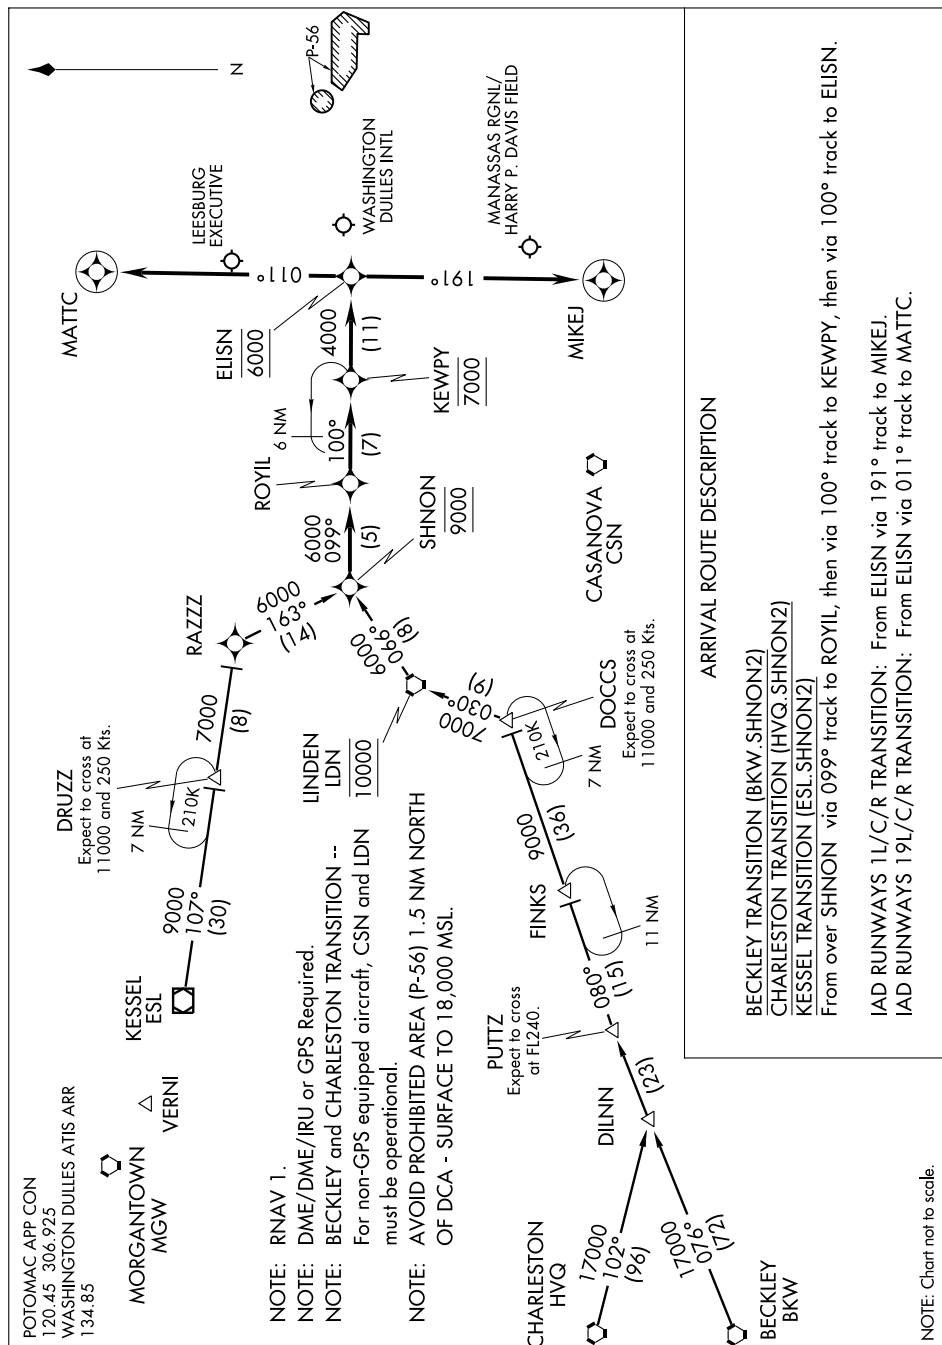 POTOMAC APP CON
120.45 306.925
WASHINGTON DULLES ATIS ARR
134.85
MORGANTOWN
MGW
VERNI
KESSEL
ESL
9000
107°
(30)
DRUZZ
Expect to cross at
11000 and 250 Kts.
7 NM
210K
7000
(8)
RAZZZ
6000
163°
(14)
MATTC
LEESBURG
EXECUTIVE
011°
N
P-56
WASHINGTON
DULLES INTL
MANASSAS RGNL/
HARRY P. DAVIS FIELD
191°
MIKEJ
ELISN
6000
4000
(11)
KEWPY
7000
6 NM
100°
(7)
ROYIL
6000
099°
(5)
SHNON
9000
CASANOVA
CSN
LINDEN
LDN
10000
6000
066°
(8)
7000
030°
(9)
DOCCS
Expect to cross at
11000 and 250 Kts.
210K
7 NM
9000
(36)
FINKS
11 NM
080°
(15)
PUTTZ
Expect to cross
at FL240.
(23)
DILNN
CHARLESTON
HVQ
17000
102°
(96)
17000
076°
(72)
BECKLEY
BKW
NOTE: RNAV 1.
NOTE: DME/DME/IRU or GPS Required.
NOTE: BECKLEY and CHARLESTON TRANSITION --
For non-GPS equipped aircraft, CSN and LDN
must be operational.
NOTE: AVOID PROHIBITED AREA (P-56) 1.5 NM NORTH
OF DCA - SURFACE TO 18,000 MSL.
ARRIVAL ROUTE DESCRIPTION
BECKLEY TRANSITION (BKW.SHNON2)
CHARLESTON TRANSITION (HVQ.SHNON2)
KESSEL TRANSITION (ESL.SHNON2)
From over SHNON via 099° track to ROYIL, then via 100° track to KEWPY, then via 100° track to ELISN.
IAD RUNWAYS 1L/C/R TRANSITION: From ELISN via 191° track to MIKEJ.
IAD RUNWAYS 19L/C/R TRANSITION: From ELISN via 011° track to MATTC.
NOTE: Chart not to scale.